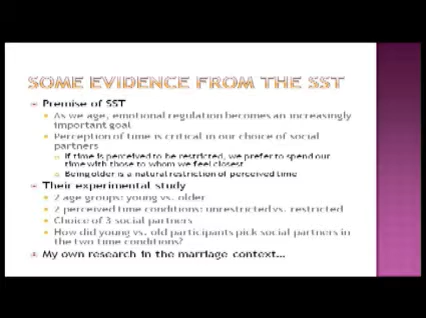 SOME EVIDENCE FROM THE SST
Premise of SST
As we age, emotional regulation becomes an increasingly
important goal
Perception of time is critical in our choice of social
partners
If time is perceived to be restricted, we prefer to spend our
time with those to whom we feel closest
Being older is a natural restriction of perceived time
Their experimental study
2 age groups: young vs. older
2 perceived time conditions: unrestricted vs. restricted
Choice of 3 social partners
How did young vs. old participants pick social partners in
the two time conditions?
My own research in the marriage context...